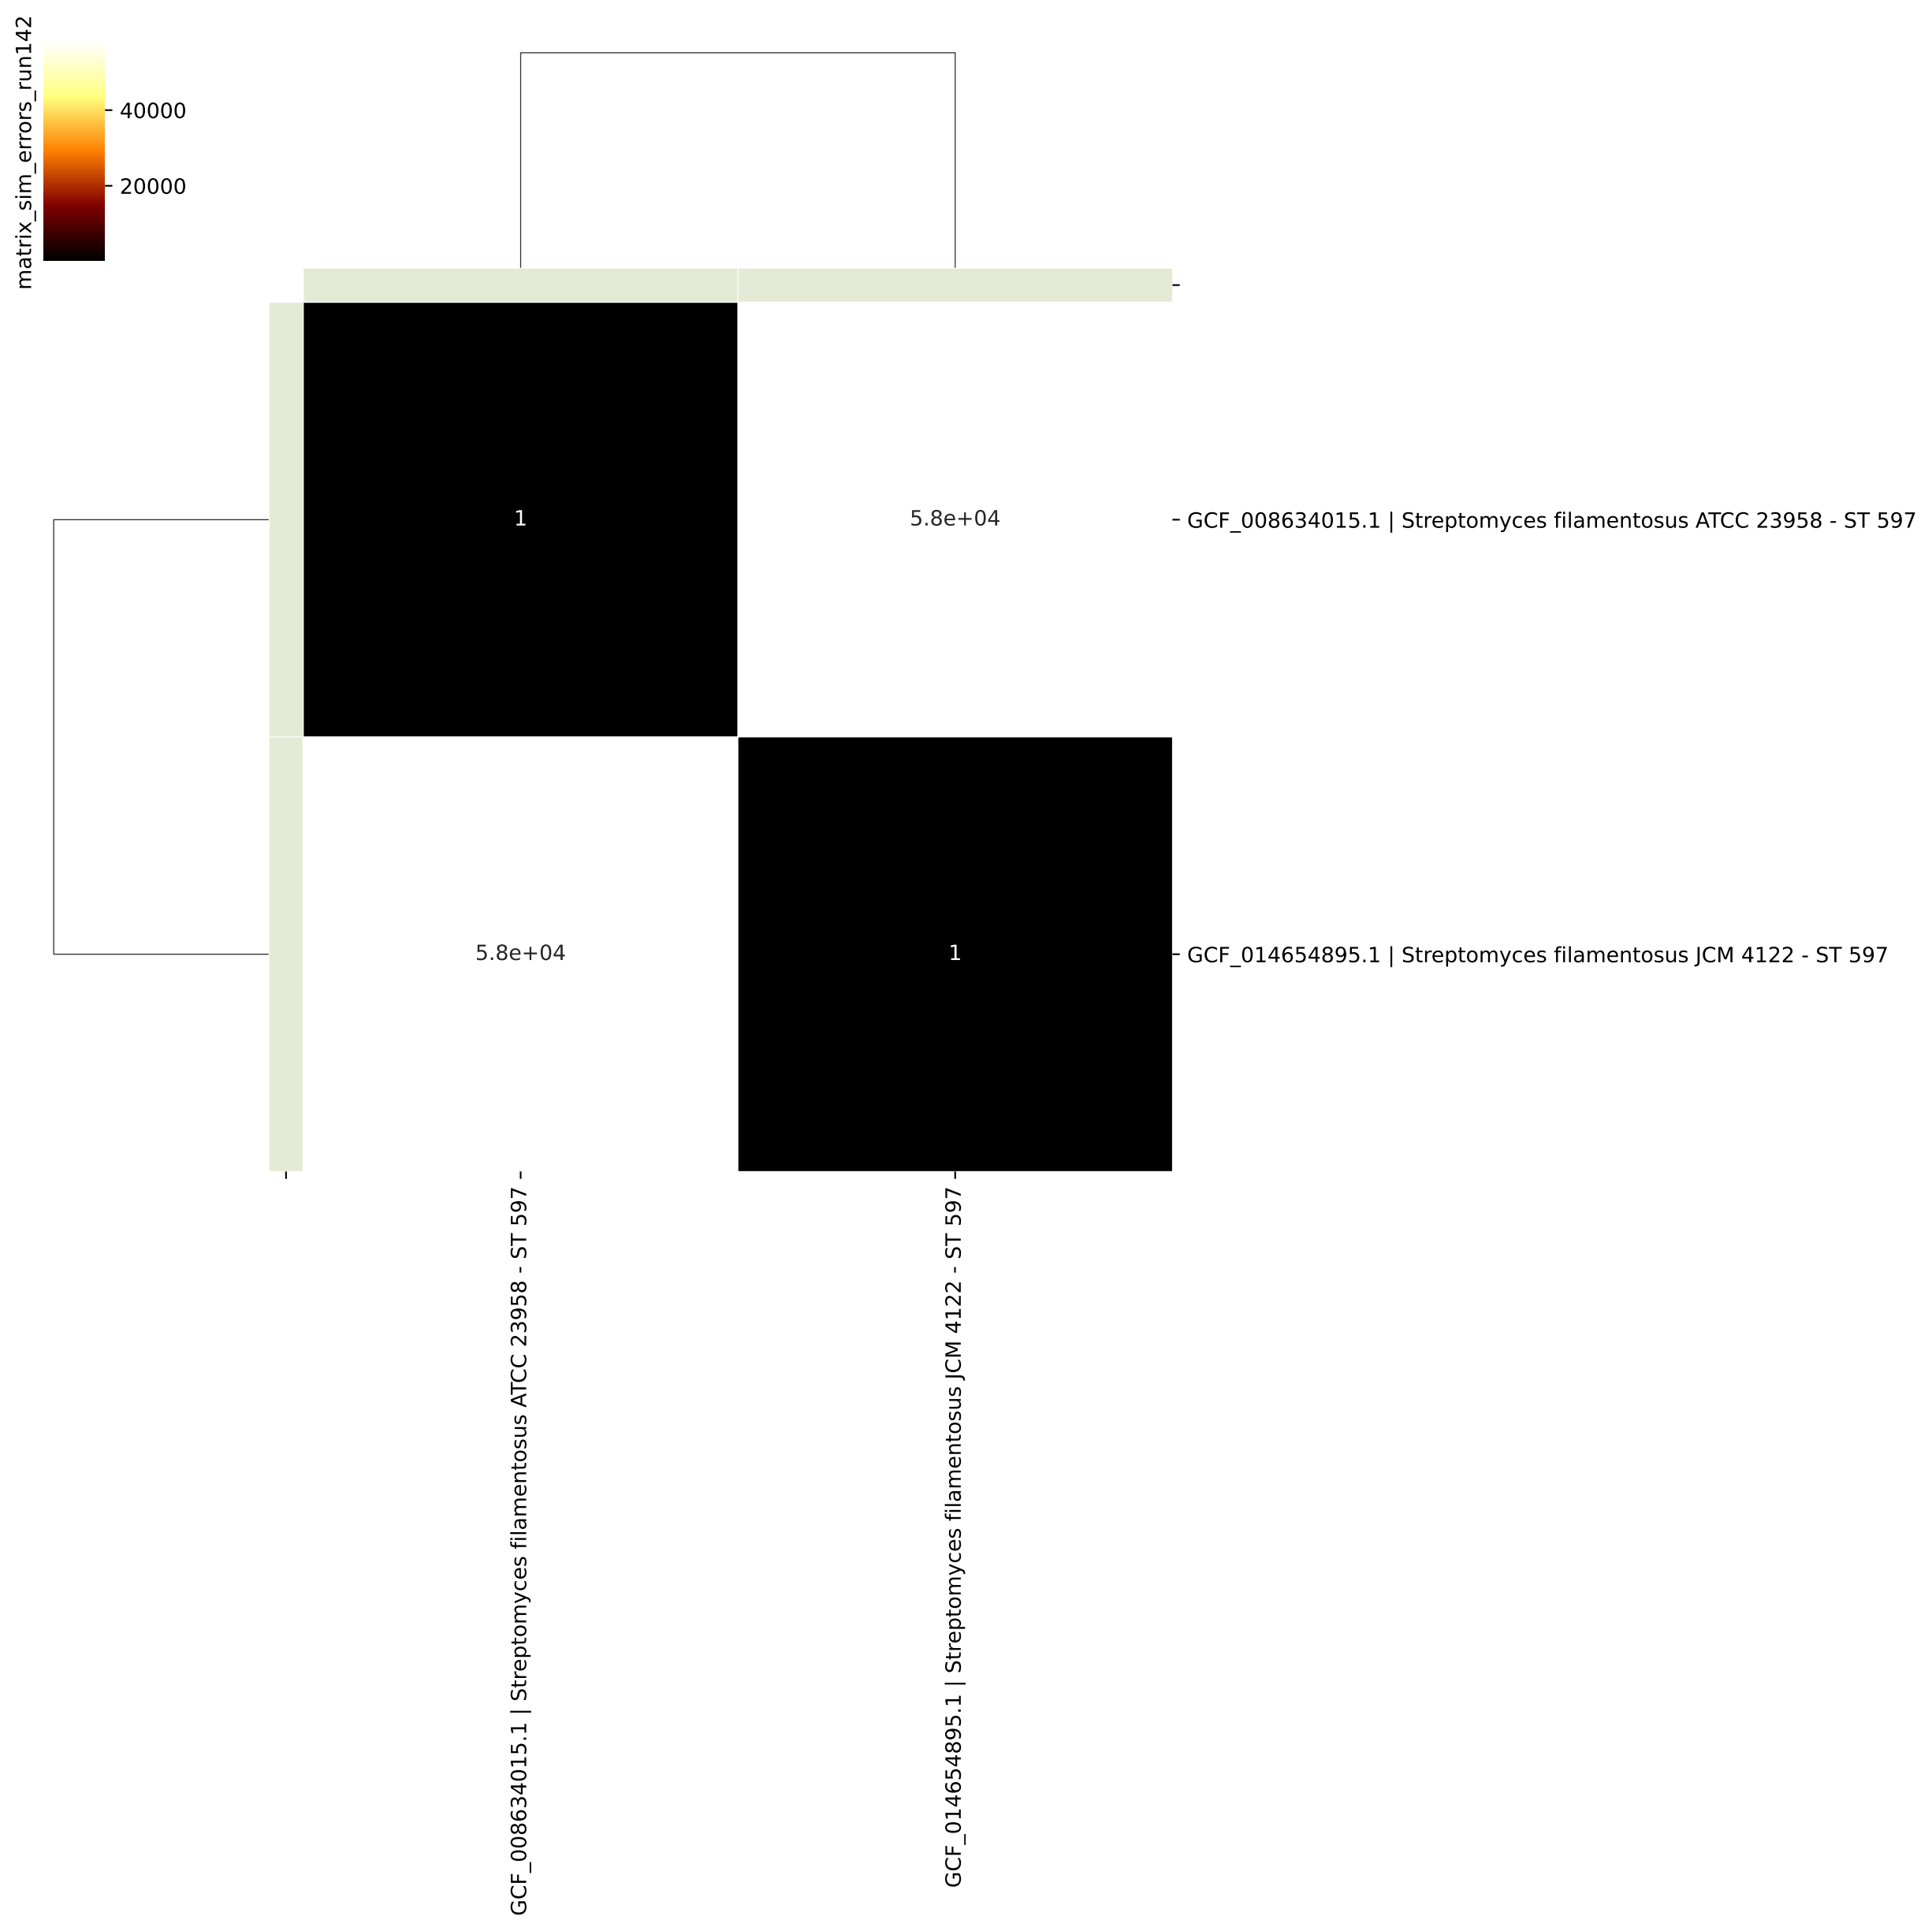 matrix_sim_errors_run142
40000
20000
1
5.8e+04
GCF_008634015.1 | Streptomyces filamentosus ATCC 23958 - ST 597
5.8e+04
1
GCF_014654895.1 | Streptomyces filamentosus JCM 4122 - ST 597
GCF_008634015.1 | Streptomyces filamentosus ATCC 23958 - ST 597
GCF_014654895.1 | Streptomyces filamentosus JCM 4122 - ST 597